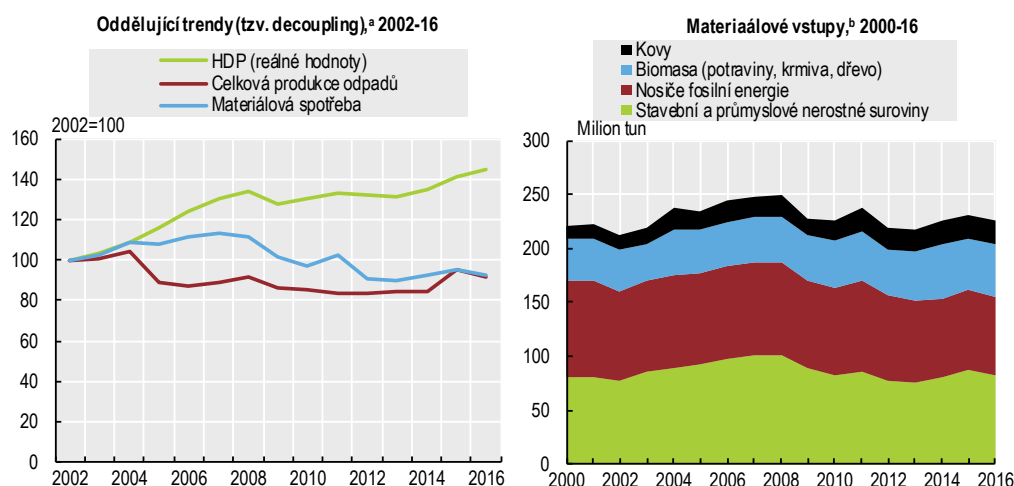 Oddělující trendy (tzv. decoupling),ᵃ 2002-16
HDP (reálné hodnoty)
Celková produkce odpadů
Materiálová spotřeba
2002=100
160
140
120
100
80
60
40
20
0
2002 2004 2006 2008 2010 2012 2014 2016
Materiaálové vstupy,ᵇ 2000-16
Kovy
Biomasa (potraviny, krmiva, dřevo)
Nosiče fosilní energie
Stavební a průmyslové nerostné suroviny
Milion tun
300
250
200
150
100
50
0
2000 2002 2004 2006 2008 2010 2012 2014 2016